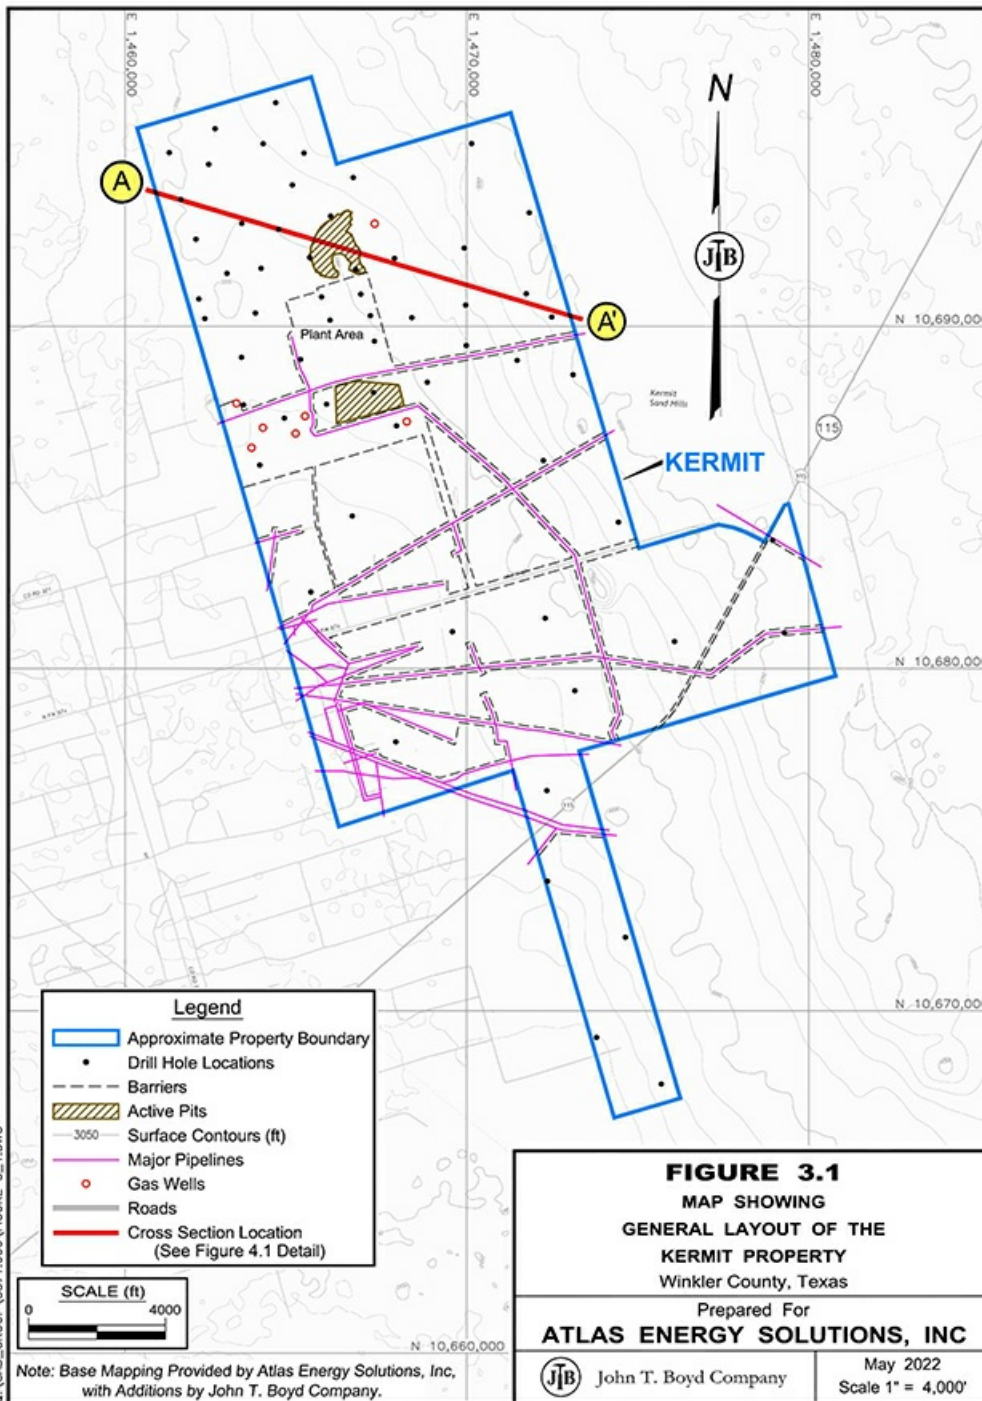 E 1,460,000
E 1,470,000
E 1,480,000
N
A
JTB
A'
N 10,690,000
Plant Area
Kermit
Sand Hills
115
KERMIT
N 10,680,000
115
N 10,670,000
Legend
Approximate Property Boundary
Drill Hole Locations
Barriers
Active Pits
3050 Surface Contours (ft)
Major Pipelines
Gas Wells
Roads
Cross Section Location
(See Figure 4.1 Detail)
SCALE (ft)
0 4000
N 10,660,000
Note: Base Mapping Provided by Atlas Energy Solutions, Inc,
with Additions by John T. Boyd Company.
FIGURE 3.1
MAP SHOWING
GENERAL LAYOUT OF THE
KERMIT PROPERTY
Winkler County, Texas
Prepared For
ATLAS ENERGY SOLUTIONS, INC
JTB John T. Boyd Company
May 2022
Scale 1" = 4,000'